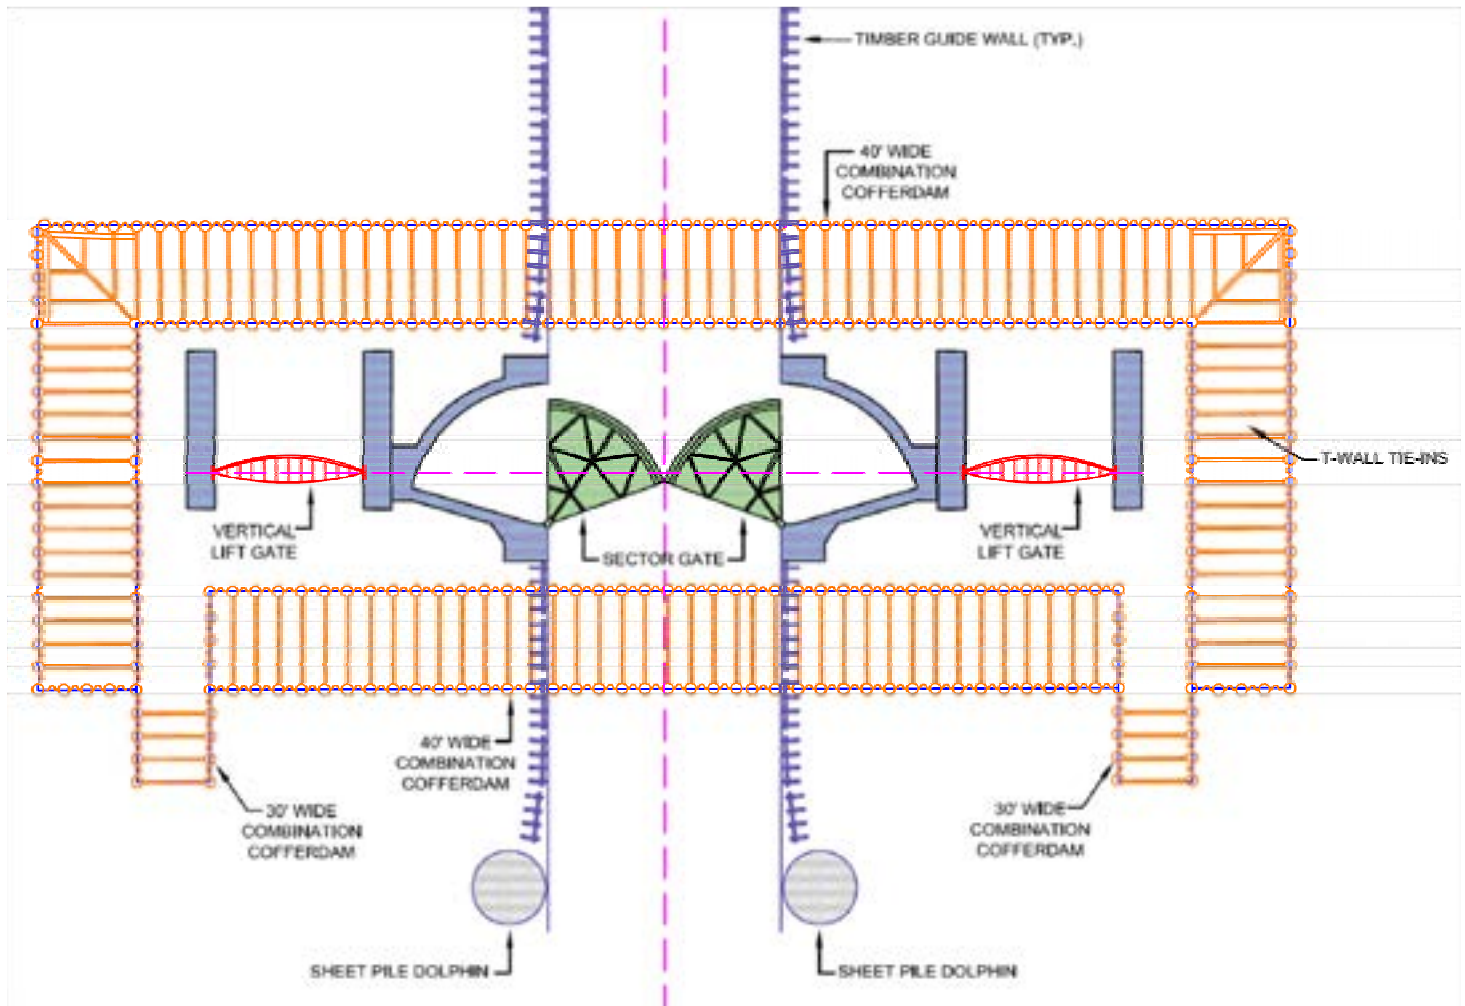 TIMBER GUIDE WALL (TYP.)
40' WIDE
COMBINATION
COFFERDAM
T-WALL TIE-INS
VERTICAL
LIFT GATE
SECTOR GATE
VERTICAL
LIFT GATE
40' WIDE
COMBINATION
COFFERDAM
30' WIDE
COMBINATION
COFFERDAM
30' WIDE
COMBINATION
COFFERDAM
SHEET PILE DOLPHIN
SHEET PILE DOLPHIN